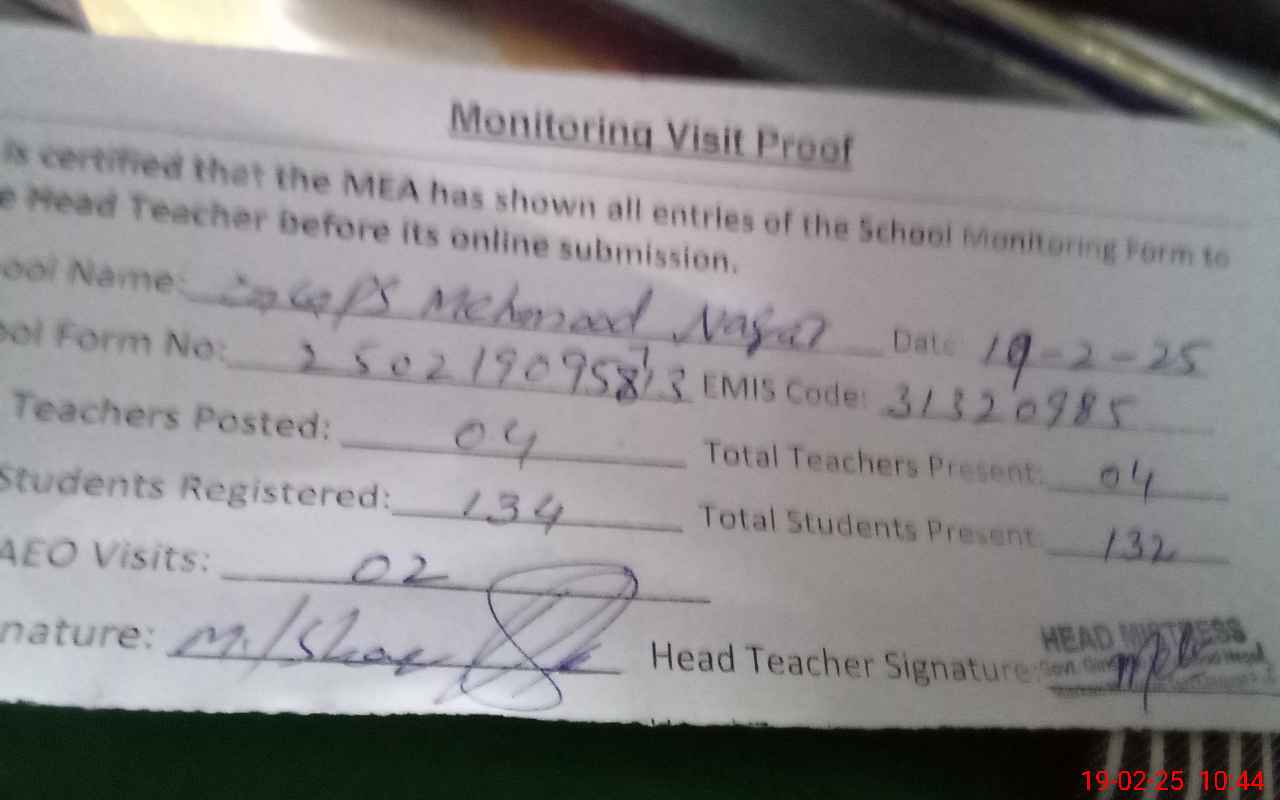 Monitoring Visit Proof
is certified that the MEA has shown all entries of the School Monitoring Form to
e Head Teacher before its online submission.
ool Name: Mehmood Nagar Date 19-2-25
ool Form No: EMIS Code: 31320985
Teachers Posted: 04 Total Teachers Present: 04
Students Registered: 134 Total Students Present: 132
AEO Visits: 02
nature: Head Teacher Signature:
HEAD MISTRESS
19-02-25 10:44